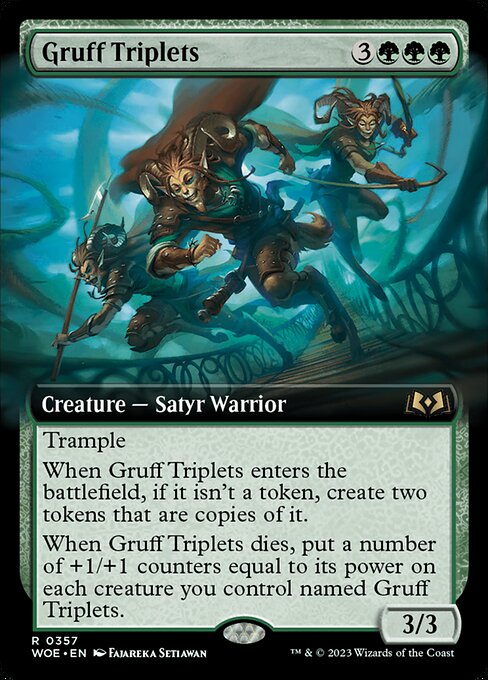 Gruff Triplets 3
Creature — Satyr Warrior
Trample
When Gruff Triplets enters the
battlefield, if it isn't a token, create two
tokens that are copies of it.
When Gruff Triplets dies, put a number
of +1/+1 counters equal to its power on
each creature you control named Gruff
Triplets.
3/3
R 0357
WOE • EN Fajareka Setiawan
™ & © 2023 Wizards of the Coast